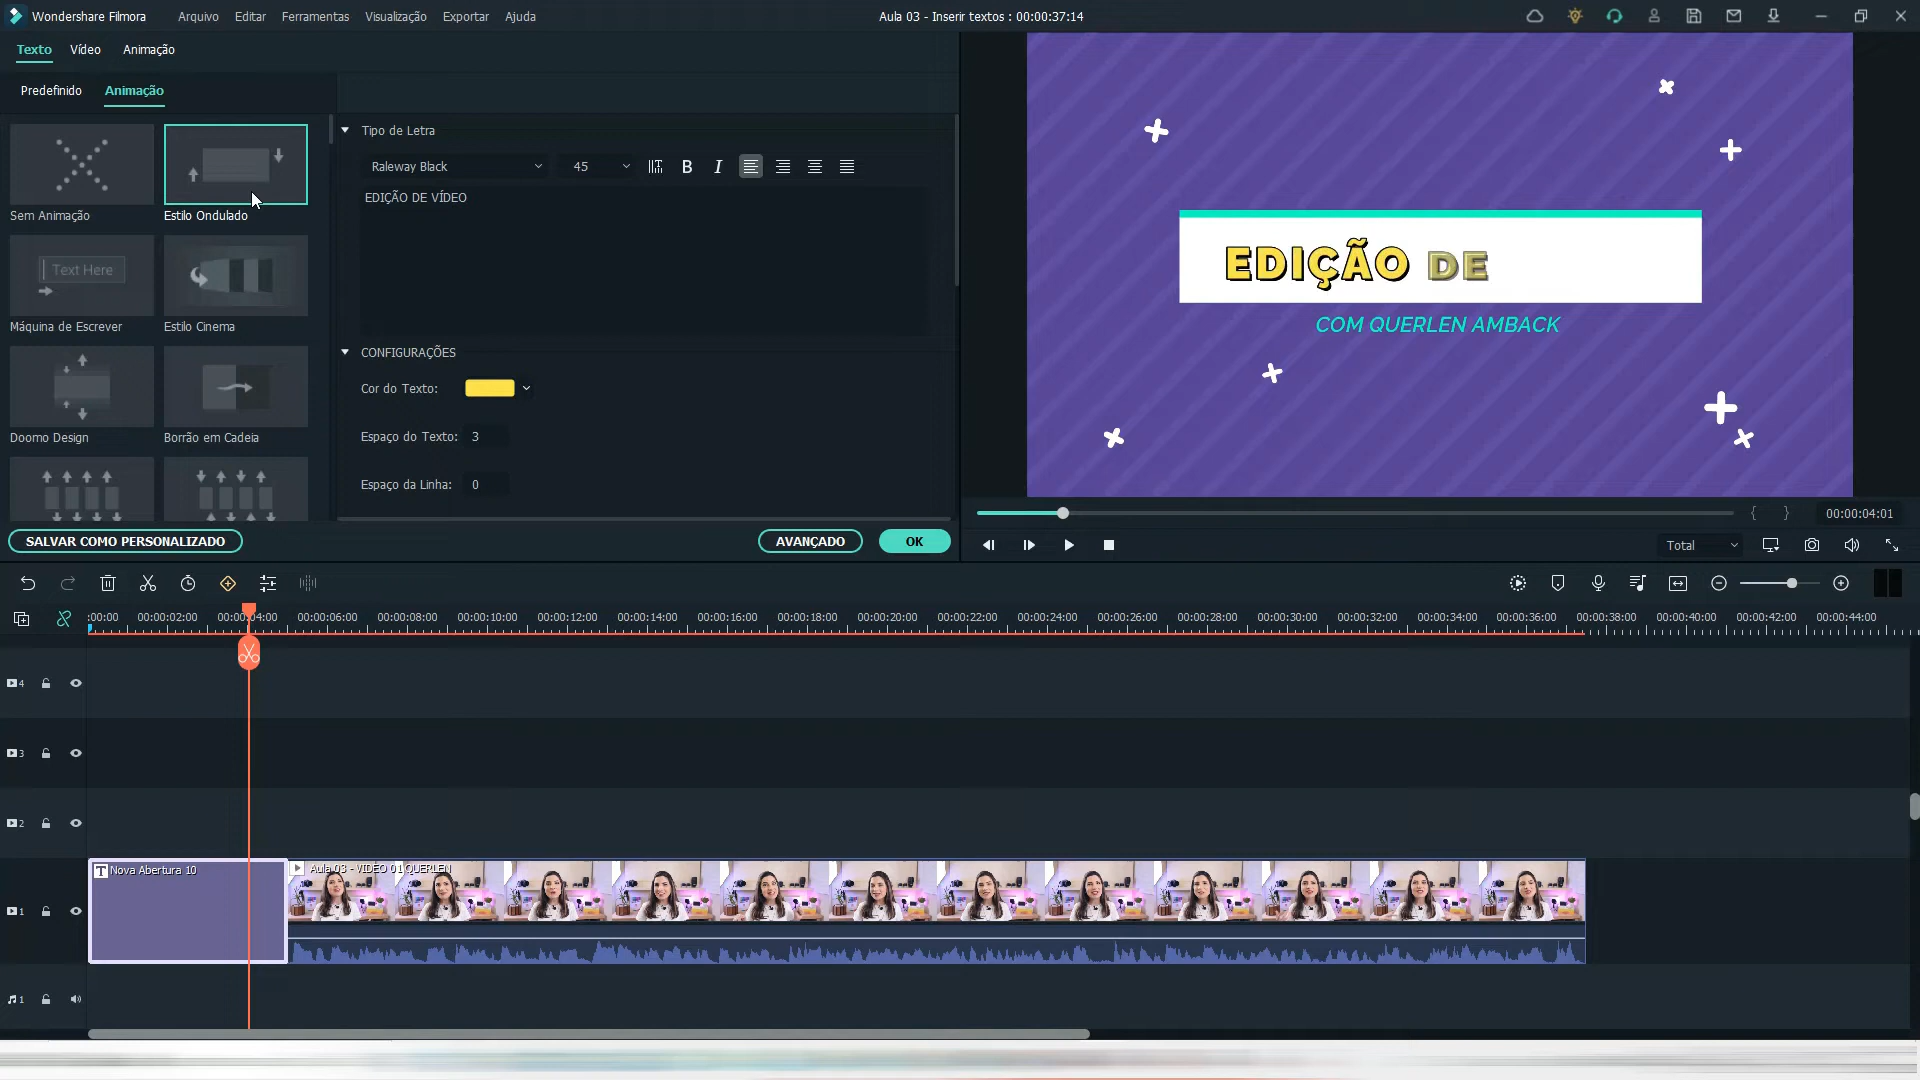 Wondershare Filmora
Arquivo
Editar
Ferramentas
Visualização
Exportar
Ajuda
Aula 03 - Inserir textos : 00:00:37:14
Texto
Vídeo
Animação
Predefinido
Animação
Sem Animação
Estilo Ondulado
Text Here
Máquina de Escrever
Estilo Cinema
Doomo Design
Borrão em Cadeia
Tipo de Letra
Raleway Black
45
B
I
EDIÇÃO DE VÍDEO
CONFIGURAÇÕES
Cor do Texto:
Espaço do Texto: 3
Espaço da Linha: 0
SALVAR COMO PERSONALIZADO
AVANÇADO
OK
EDIÇÃO DE
COM QUERLEN AMBACK
{ }
00:00:04:01
Total
:00:00
00:00:02:00
00:00:04:00
00:00:06:00
00:00:08:00
00:00:10:00
00:00:12:00
00:00:14:00
00:00:16:00
00:00:18:00
00:00:20:00
00:00:22:00
00:00:24:00
00:00:26:00
00:00:28:00
00:00:30:00
00:00:32:00
00:00:34:00
00:00:36:00
00:00:38:00
00:00:40:00
00:00:42:00
00:00:44:00
4
3
2
Nova Abertura 10
Aula 03 - VIDEO 01 QUERLEN
1
1